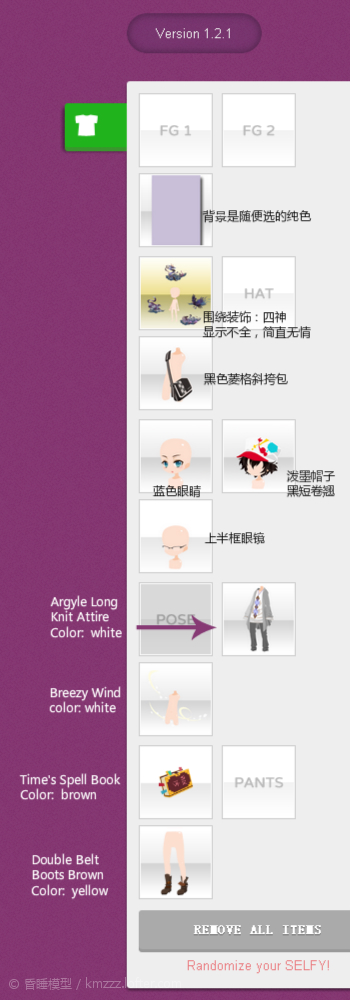 Version 1.2.1
FG 1
FG 2
背景是随便选的纯色
HAT
围绕装饰：四神
显示不全，简直无情
黑色菱格斜挎包
泼墨帽子
黑短卷翘
蓝色眼睛
上半框眼镜
Argyle Long
Knit Attire
Color: white
POSE
Breezy Wind
color: white
Time's Spell Book
Color: brown
PANTS
Double Belt
Boots Brown
Color: yellow
REMOVE ALL ITEMS
Randomize your SELFY!
© 昏睡模型 / kmzzz.